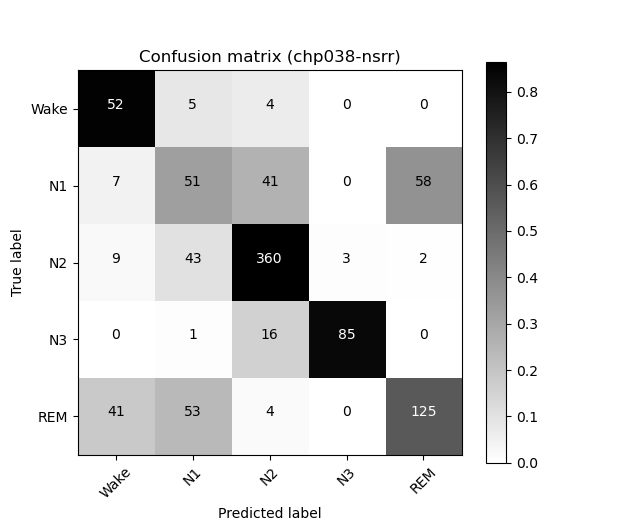 Confusion matrix (chp038-nsrr)
Wake 52 5 4 0 0
N1 7 51 41 0 58
N2 9 43 360 3 2
N3 0 1 16 85 0
REM 41 53 4 0 125
Wake N1 N2 N3 REM
Predicted label
True label
0.8
0.7
0.6
0.5
0.4
0.3
0.2
0.1
0.0